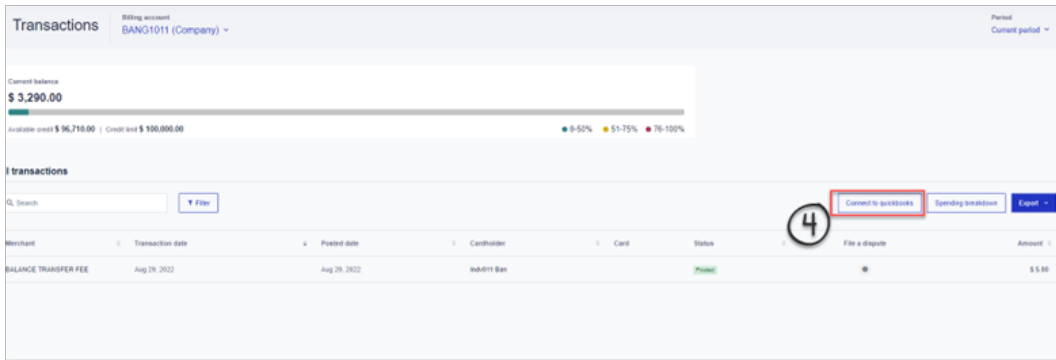 Transactions
Billing account
BANG1011 (Company)
Period
Current period
Current balance
$ 3,290.00
Available credit $ 96,710.00 | Credit limit $ 100,000.00
0-50% 51-75% 76-100%
l transactions
Search
Filter
4
Connect to quickbooks
Spending breakdown
Export
Merchant Transaction date Posted date Cardholder Card Status File a dispute Amount
BALANCE TRANSFER FEE Aug 29, 2022 Aug 29, 2022 Indv011 Ban Posted $ 5.00